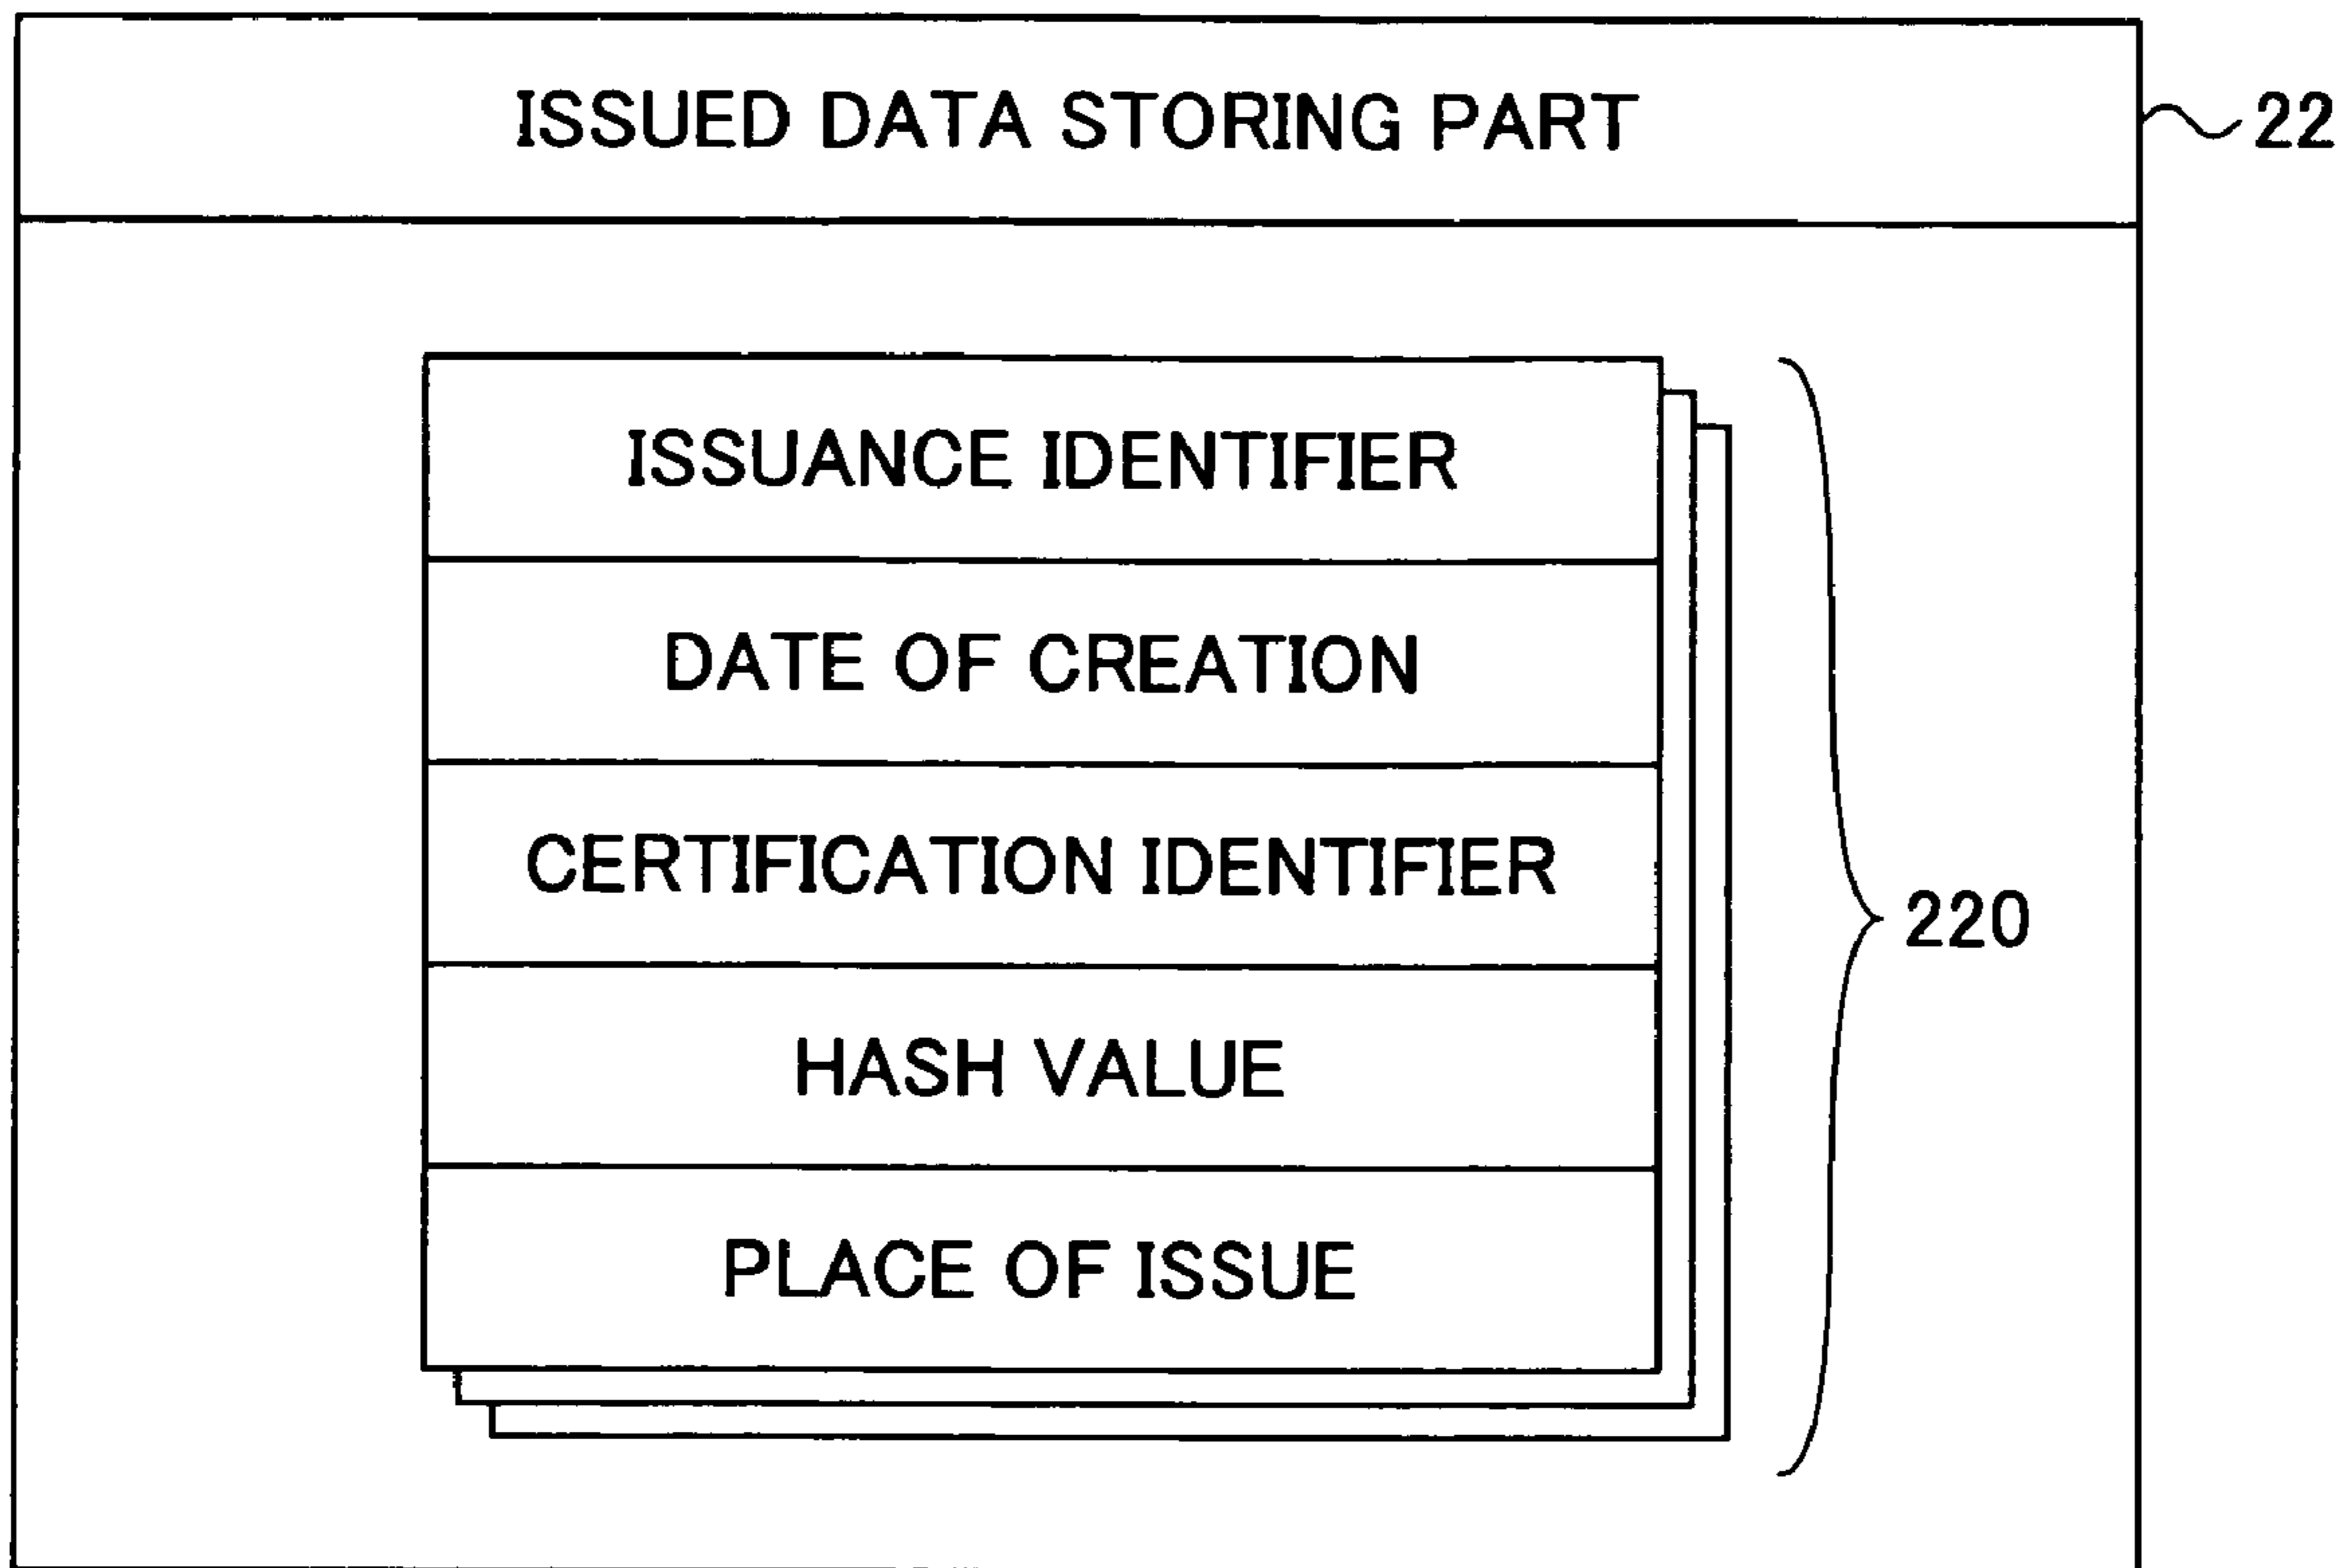 ISSUED DATA STORING PART
22
ISSUANCE IDENTIFIER
DATE OF CREATION
CERTIFICATION IDENTIFIER
220
HASH VALUE
PLACE OF ISSUE